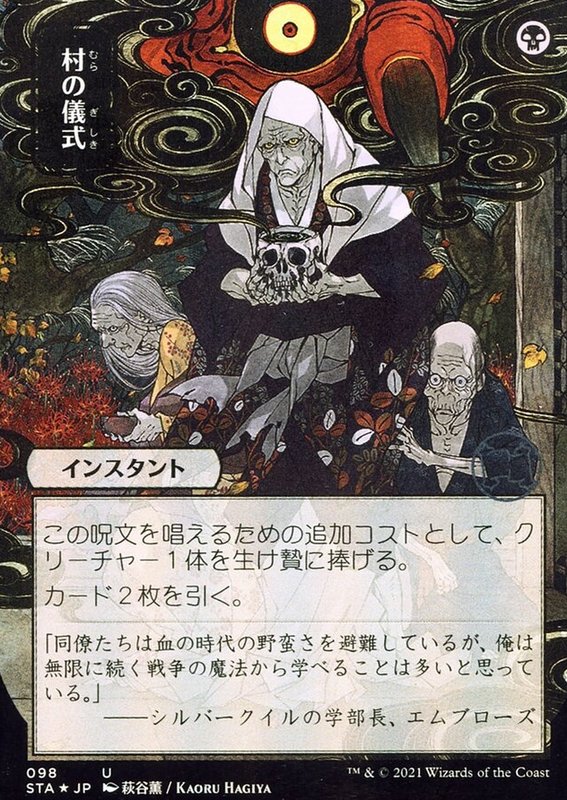 村の儀式
むら ぎ しき
インスタント
この呪文を唱えるための追加コストとして、ク
リーチャー１体を生け贄に捧げる。
カード２枚を引く。
「同僚たちは血の時代の野蛮さを避難しているが、俺は
無限に続く戦争の魔法から学べることは多いと思って
いる。」
──シルバークイルの学部長、エムブローズ
098 U
STA ★ JP 萩谷薫 / KAORU HAGIYA
™ & © 2021 Wizards of the Coast